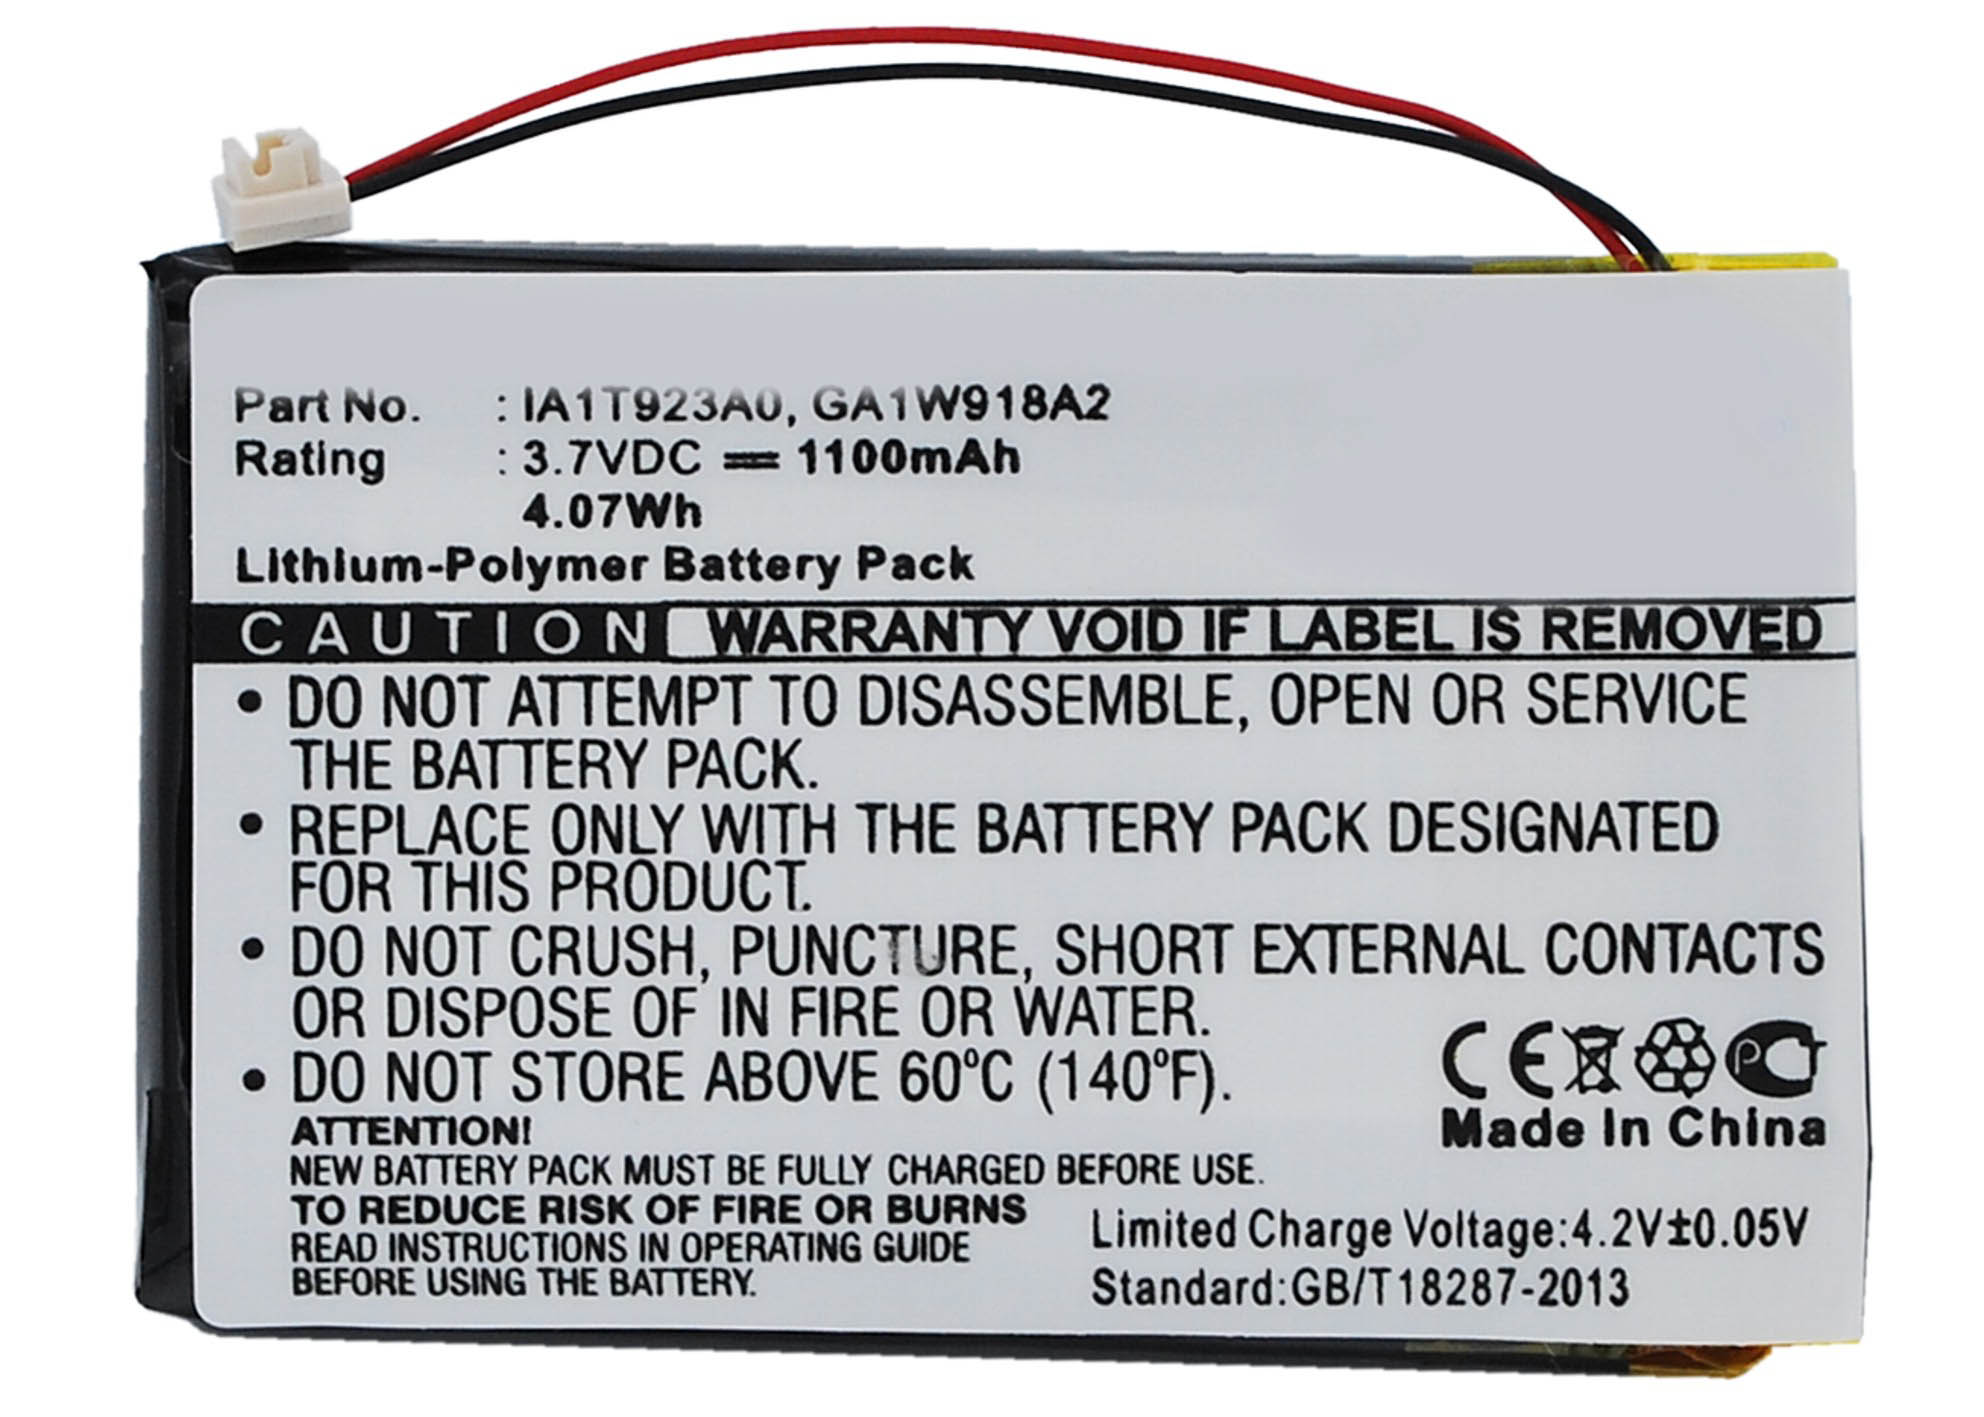 Part No. : IA1T923A0, GA1W918A2
Rating : 3.7VDC ⎓ 1100mAh
4.07Wh
Lithium-Polymer Battery Pack
CAUTION WARRANTY VOID IF LABEL IS REMOVED
• DO NOT ATTEMPT TO DISASSEMBLE, OPEN OR SERVICE
THE BATTERY PACK.
• REPLACE ONLY WITH THE BATTERY PACK DESIGNATED
FOR THIS PRODUCT.
• DO NOT CRUSH, PUNCTURE, SHORT EXTERNAL CONTACTS
OR DISPOSE OF IN FIRE OR WATER.
• DO NOT STORE ABOVE 60°C (140°F).
CE PCT
Made In China
ATTENTION!
NEW BATTERY PACK MUST BE FULLY CHARGED BEFORE USE.
TO REDUCE RISK OF FIRE OR BURNS
READ INSTRUCTIONS IN OPERATING GUIDE
BEFORE USING THE BATTERY.
Limited Charge Voltage:4.2V±0.05V
Standard:GB/T18287-2013